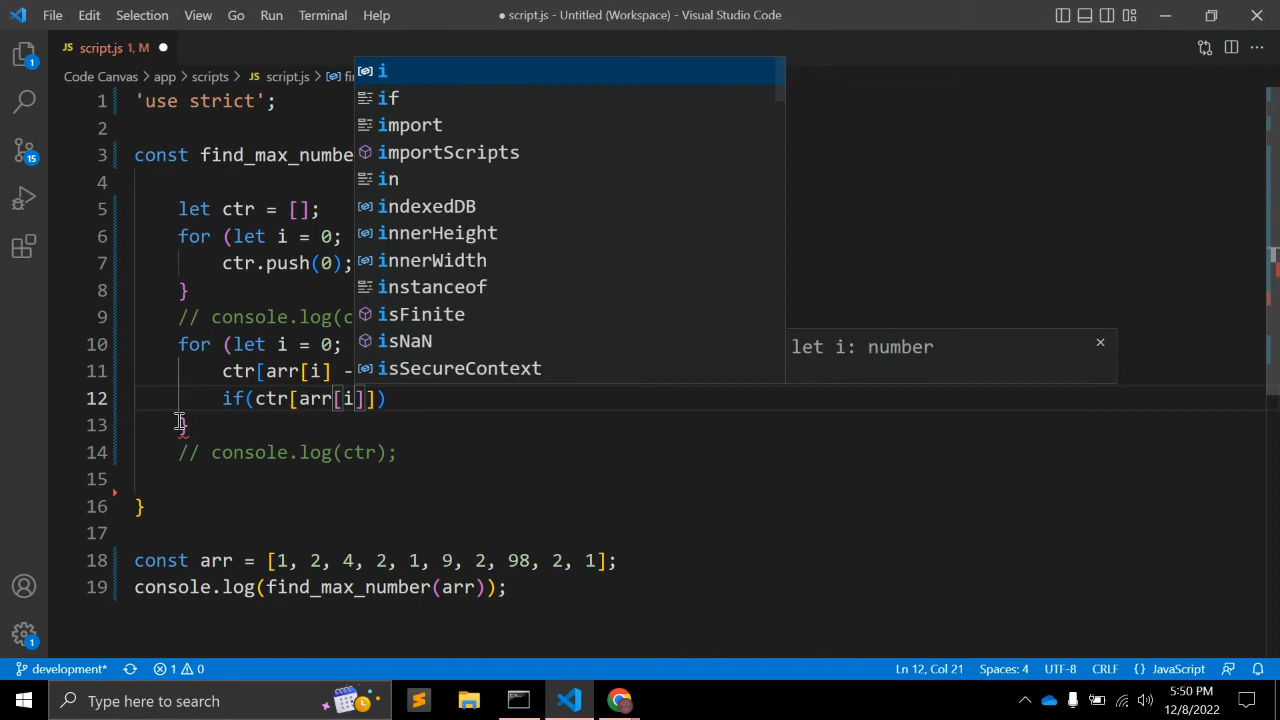 File Edit Selection View Go Run Terminal Help
● script.js - Untitled (Workspace) - Visual Studio Code
JS script.js 1, M ●
Code Canvas > app > scripts > JS script.js > fi
1 'use strict';
2
3 const find_max_numbe
4
5 let ctr = [];
6 for (let i = 0;
7 ctr.push(0);
8 }
9 // console.log(c
10 for (let i = 0;
11 ctr[arr[i] -
12 if(ctr[arr[i]])
13 }
14 // console.log(ctr);
15
16 }
17
18 const arr = [1, 2, 4, 2, 1, 9, 2, 98, 2, 1];
19 console.log(find_max_number(arr));
i
if
import
importScripts
in
indexedDB
innerHeight
innerWidth
instanceof
isFinite
isNaN
isSecureContext
let i: number
1
15
1
development* 1 0
Ln 12, Col 21 Spaces: 4 UTF-8 CRLF {} JavaScript
Type here to search
5:50 PM
12/8/2022